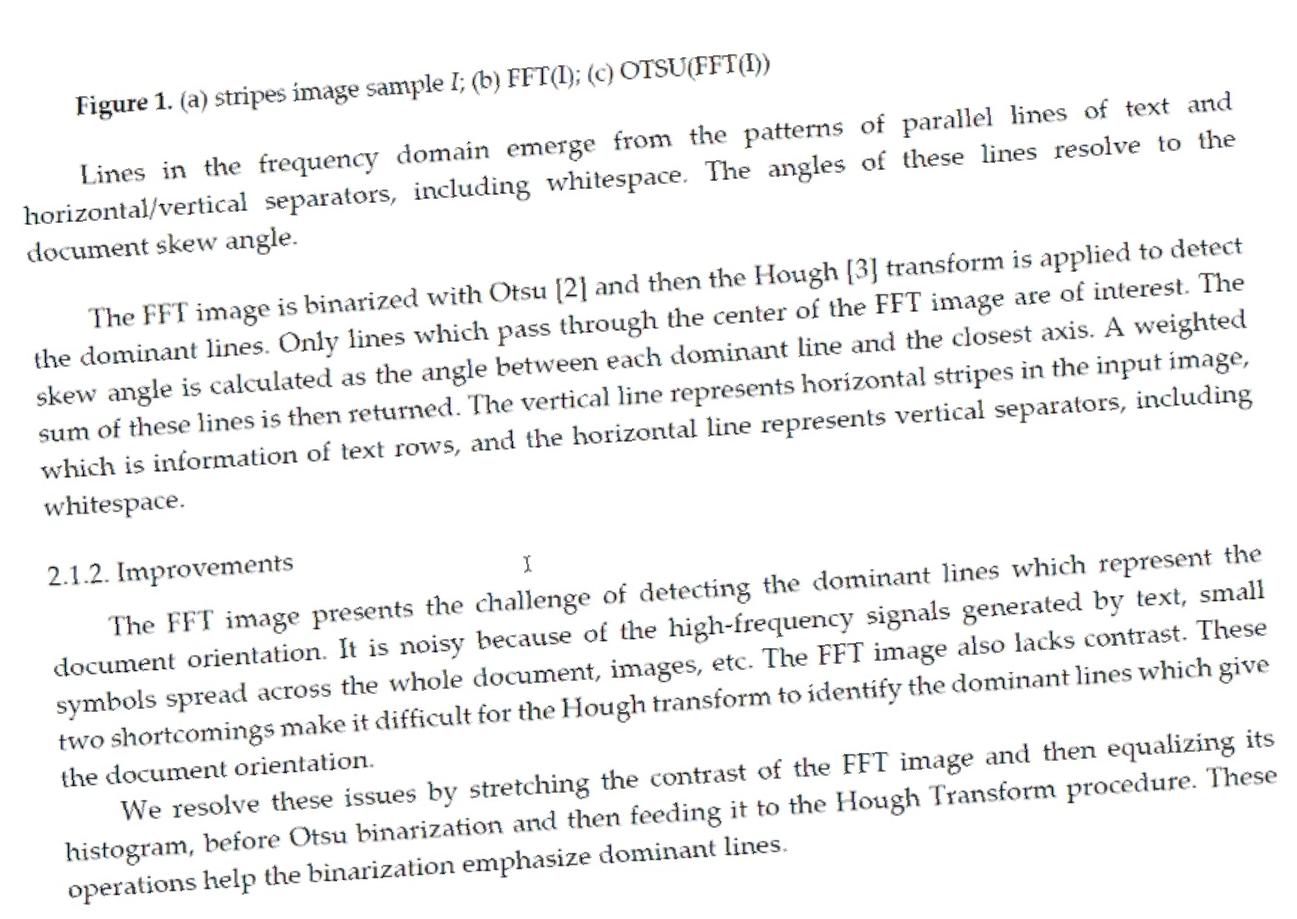 Figure 1. (a) stripes image sample I; (b) FFT(I); (c) OTSU(FFT(I))
Lines in the frequency domain emerge from the patterns of parallel lines of text and
horizontal/vertical separators, including whitespace. The angles of these lines resolve to the
document skew angle.
The FFT image is binarized with Otsu [2] and then the Hough [3] transform is applied to detect
the dominant lines. Only lines which pass through the center of the FFT image are of interest. The
skew angle is calculated as the angle between each dominant line and the closest axis. A weighted
sum of these lines is then returned. The vertical line represents horizontal stripes in the input image,
which is information of text rows, and the horizontal line represents vertical separators, including
whitespace.
2.1.2. Improvements
The FFT image presents the challenge of detecting the dominant lines which represent the
document orientation. It is noisy because of the high-frequency signals generated by text, small
symbols spread across the whole document, images, etc. The FFT image also lacks contrast. These
two shortcomings make it difficult for the Hough transform to identify the dominant lines which give
the document orientation.
We resolve these issues by stretching the contrast of the FFT image and then equalizing its
histogram, before Otsu binarization and then feeding it to the Hough Transform procedure. These
operations help the binarization emphasize dominant lines.